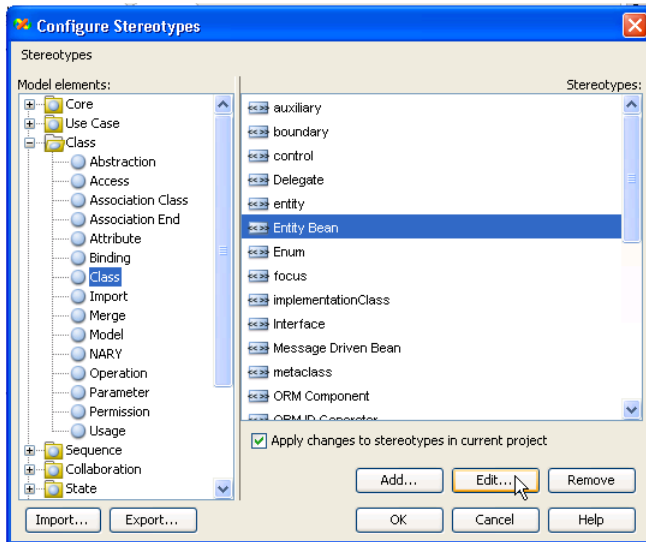 Configure Stereotypes
Stereotypes
Model elements:
Core
Use Case
Class
Abstraction
Access
Association Class
Association End
Attribute
Binding
Class
Import
Merge
Model
NARY
Operation
Parameter
Permission
Usage
Sequence
Collaboration
State
Import...
Export...
Stereotypes:
«» auxiliary
«» boundary
«» control
«» Delegate
«» entity
«» Entity Bean
«» Enum
«» focus
«» implementationClass
«» Interface
«» Message Driven Bean
«» metaclass
«» ORM Component
«» ORM ID Generator
Apply changes to stereotypes in current project
Add...
Edit...
Remove
OK
Cancel
Help